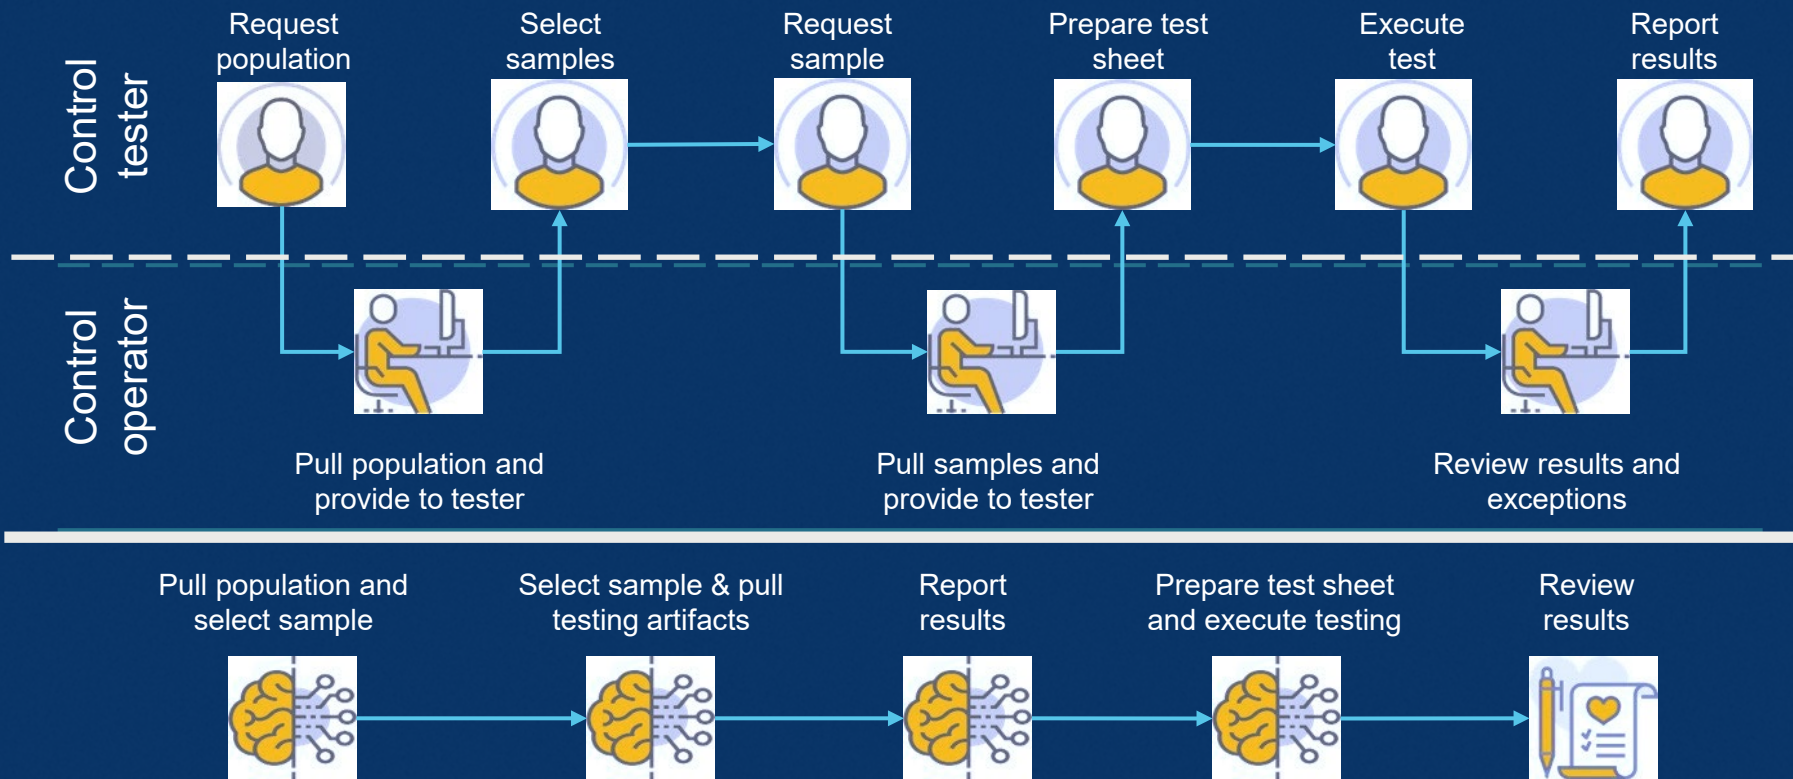 Control
tester
Request
population
Select
samples
Request
sample
Prepare test
sheet
Execute
test
Report
results
Control
operator
Pull population and
provide to tester
Pull samples and
provide to tester
Review results and
exceptions
Pull population and
select sample
Select sample & pull
testing artifacts
Report
results
Prepare test sheet
and execute testing
Review
results